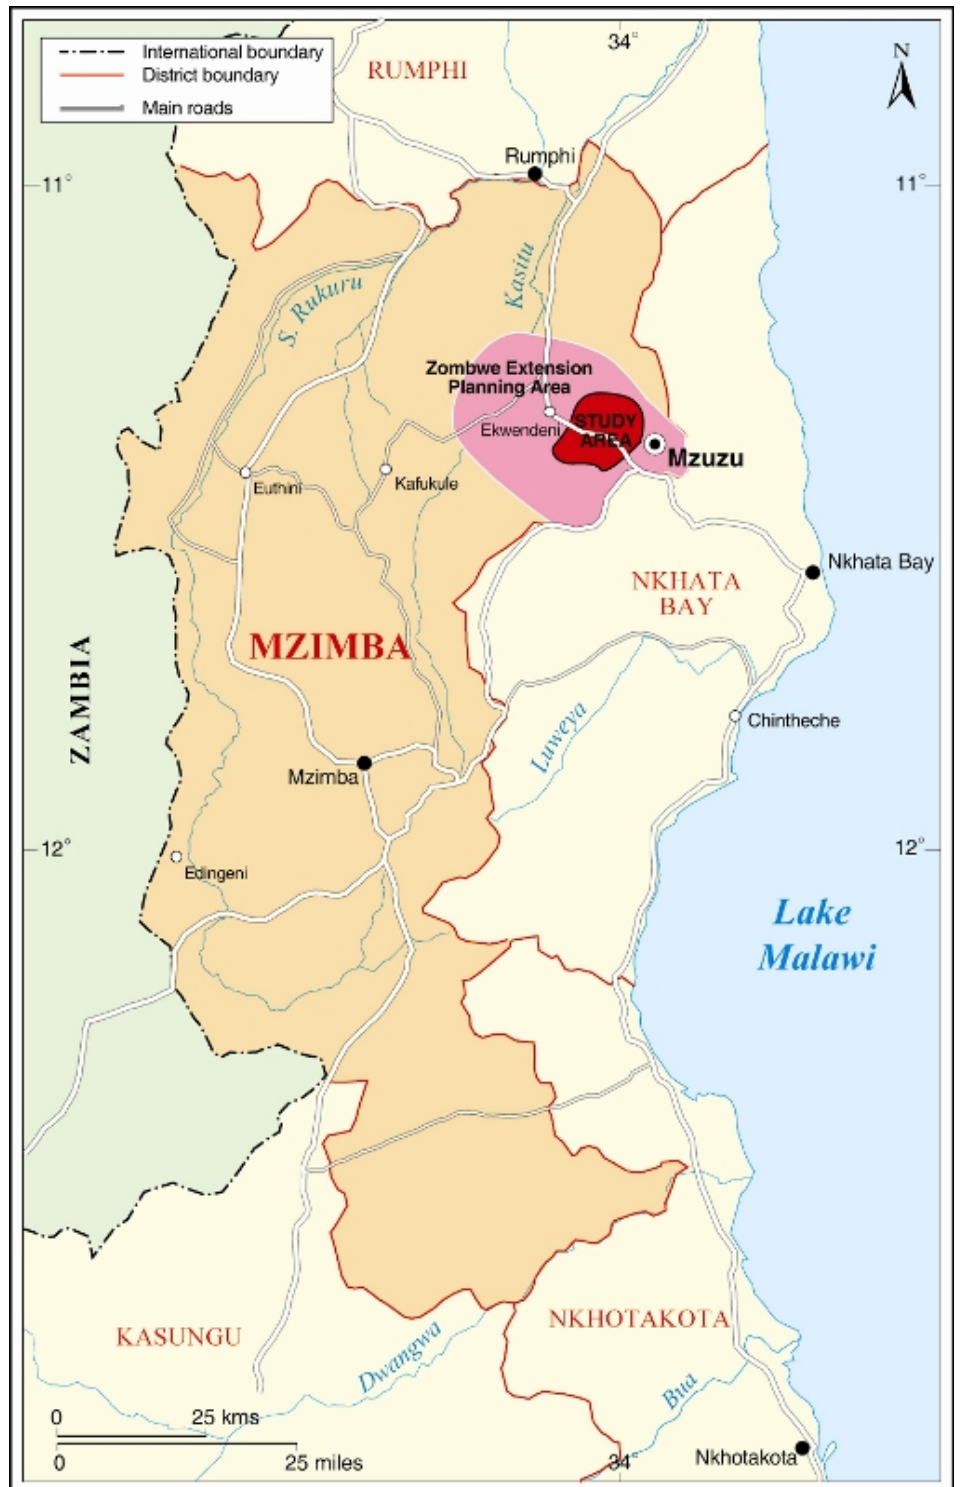 International boundary
District boundary
Main roads
34°
N
RUMPHI
Rumphi
11°
11°
Kasitu
S. Rukuru
Zombwe Extension
Planning Area
STUDY
AREA
Ekwendeni
Mzuzu
Euthini
Kafukule
Nkhata Bay
NKHATA
BAY
MZIMBA
ZAMBIA
Luweya
Chintheche
Mzimba
12°
12°
Edingeni
Lake
Malawi
KASUNGU
NKHOTAKOTA
Dwangwa
Bua
0
25 kms
0
25 miles
34°
Nkhotakota